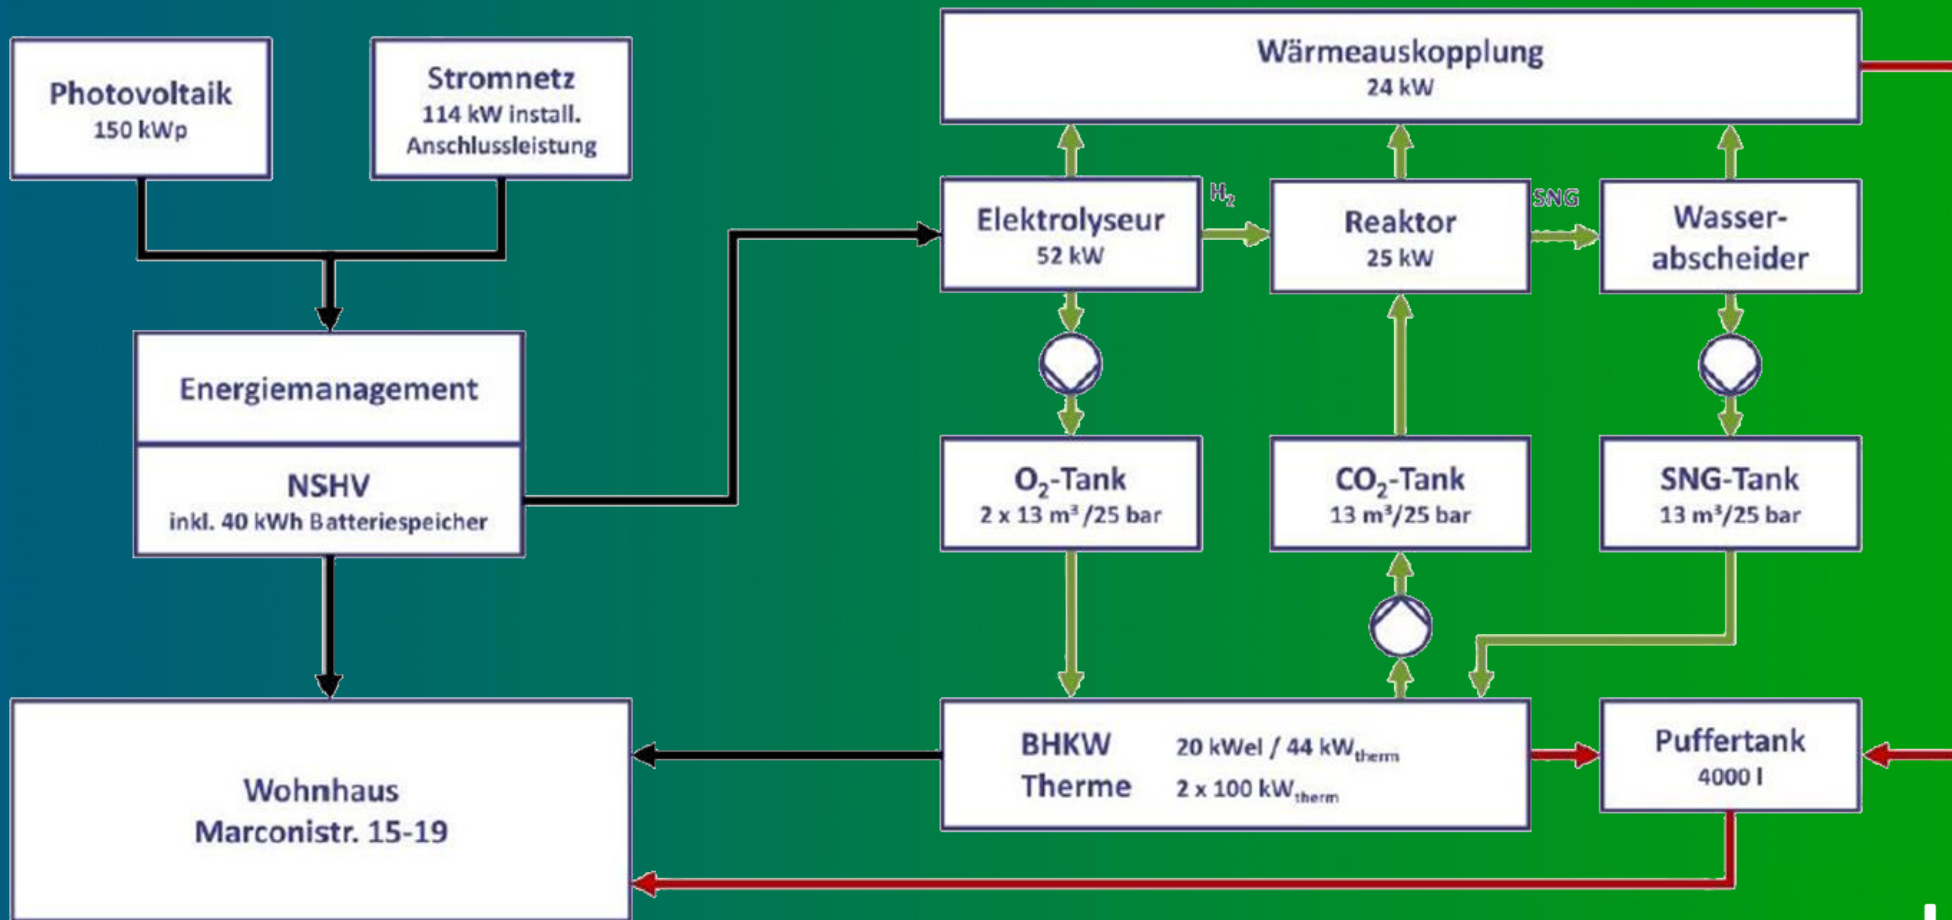 Photovoltaik
150 kWp
Stromnetz
114 kW install.
Anschlussleistung
Wärmeauskopplung
24 kW
Elektrolyseur
52 kW
H₂
Reaktor
25 kW
SNG
Wasser-
abscheider
Energiemanagement
NSHV
inkl. 40 kWh Batteriespeicher
O₂-Tank
2 x 13 m³/25 bar
CO₂-Tank
13 m³/25 bar
SNG-Tank
13 m³/25 bar
Wohnhaus
Marconistr. 15-19
BHKW 20 kWel / 44 kWtherm
Therme 2 x 100 kWtherm
Puffertank
4000 l